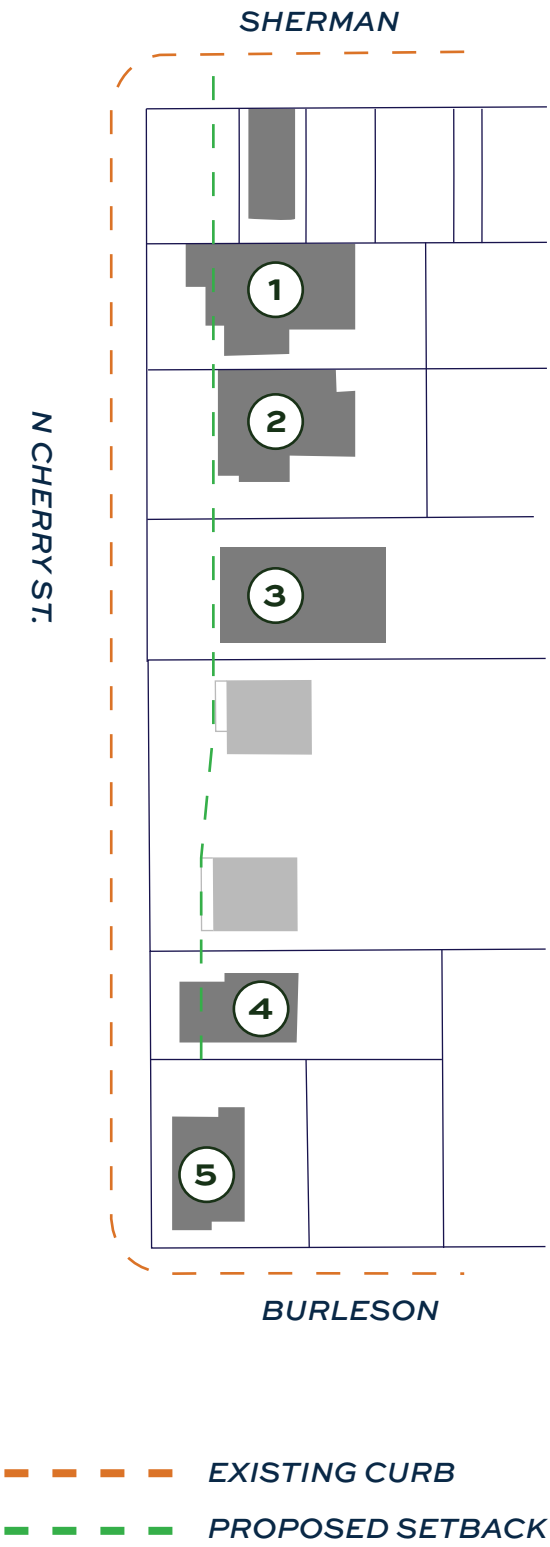 SHERMAN
1
2
N CHERRY ST.
3
4
5
BURLESON
EXISTING CURB
PROPOSED SETBACK